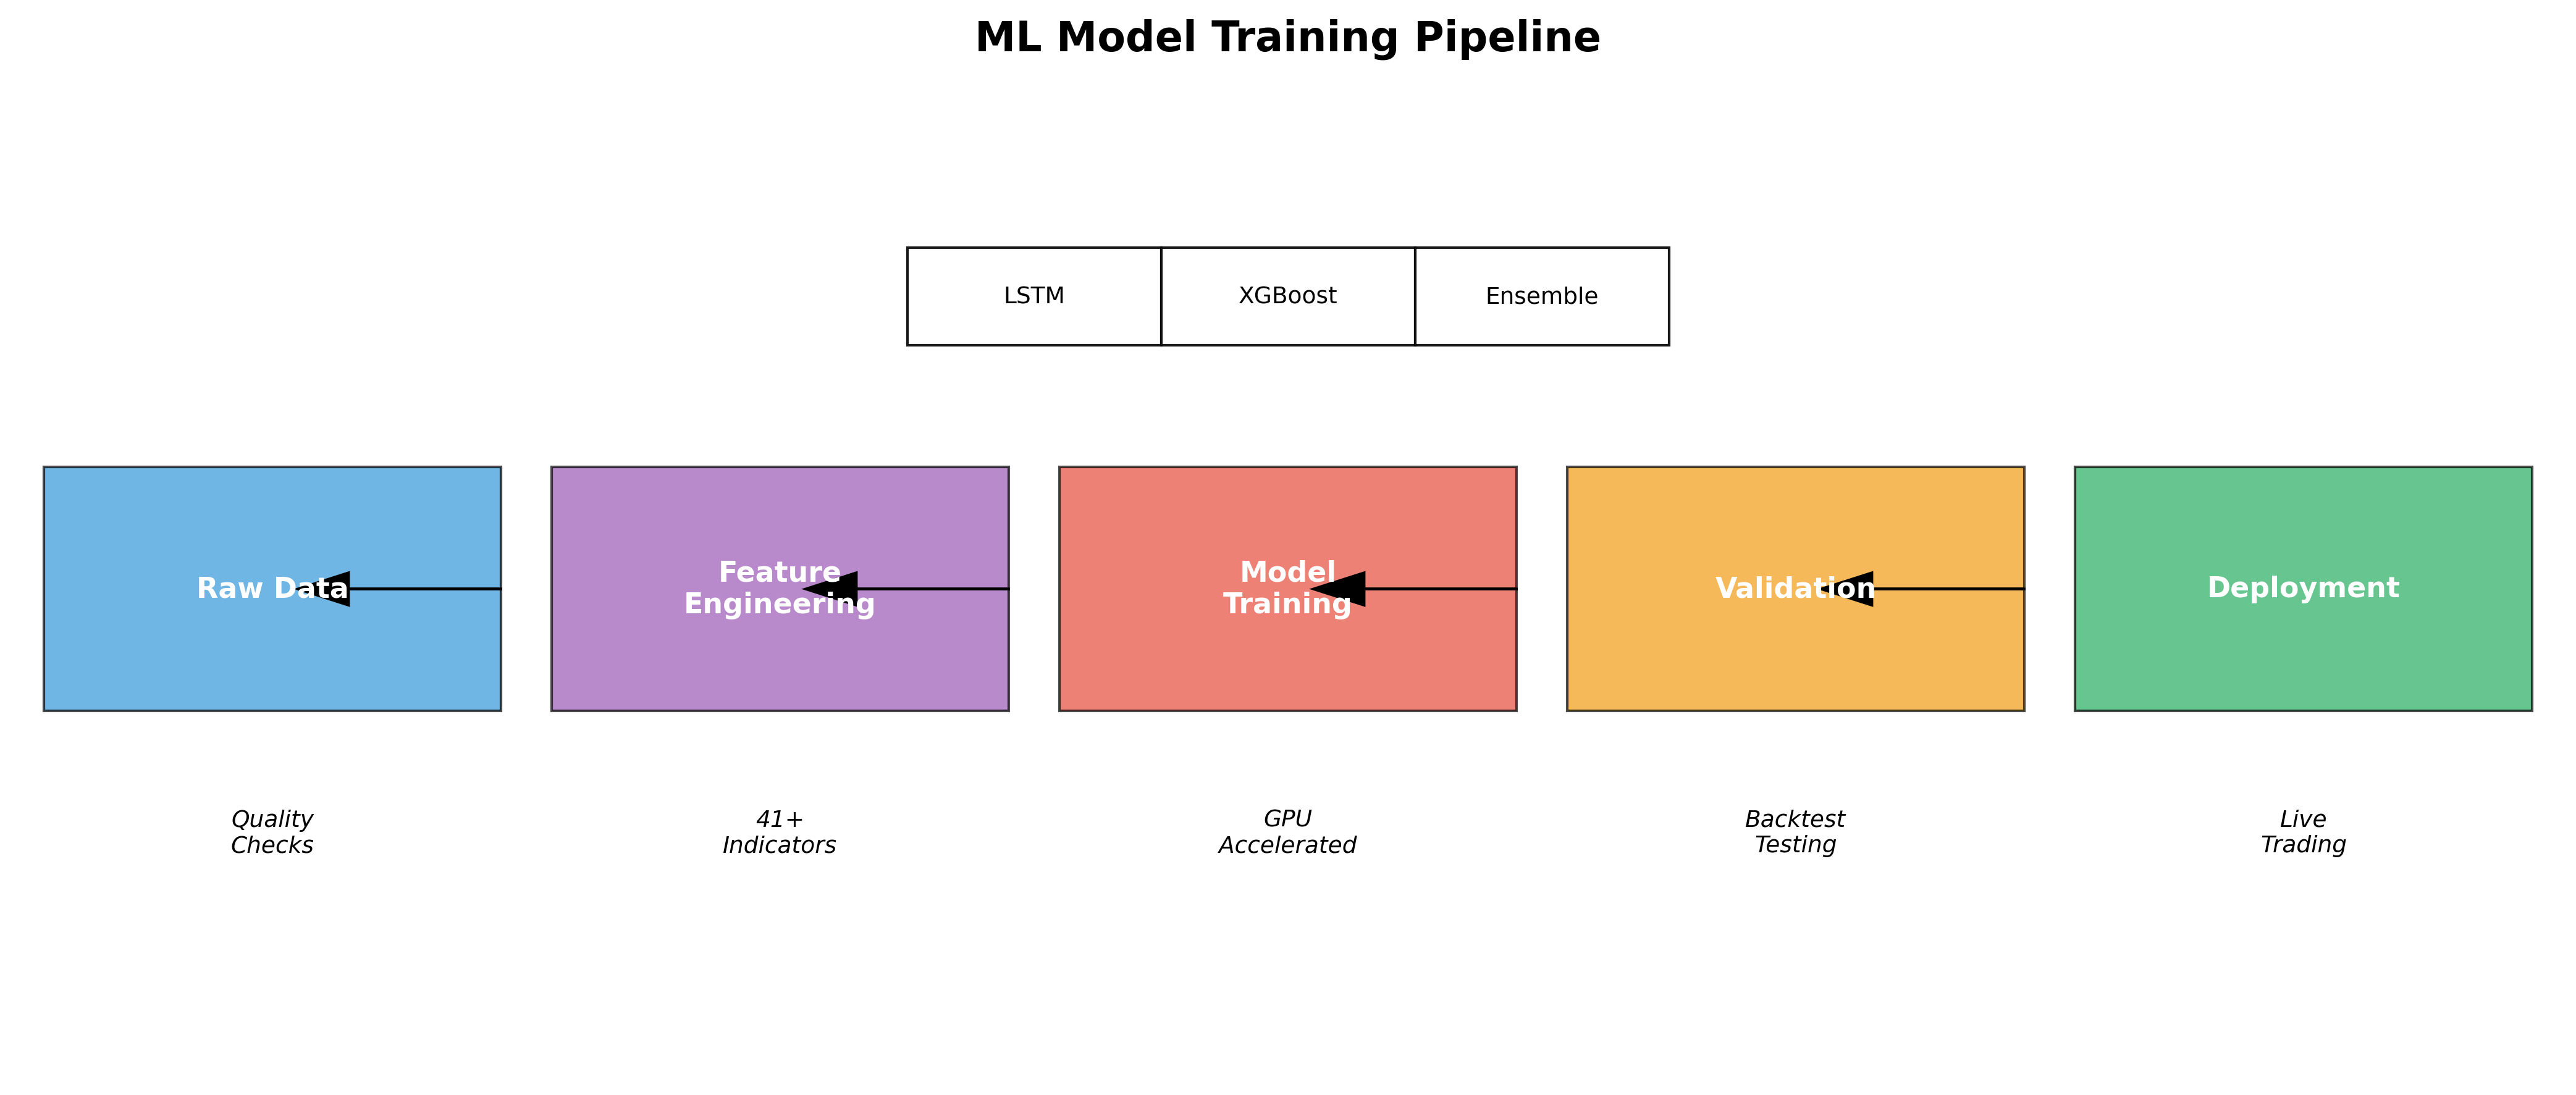 ML Model Training Pipeline
LSTM
XGBoost
Ensemble
Raw Data
Feature
Engineering
Model
Training
Validation
Deployment
Quality
Checks
41+
Indicators
GPU
Accelerated
Backtest
Testing
Live
Trading